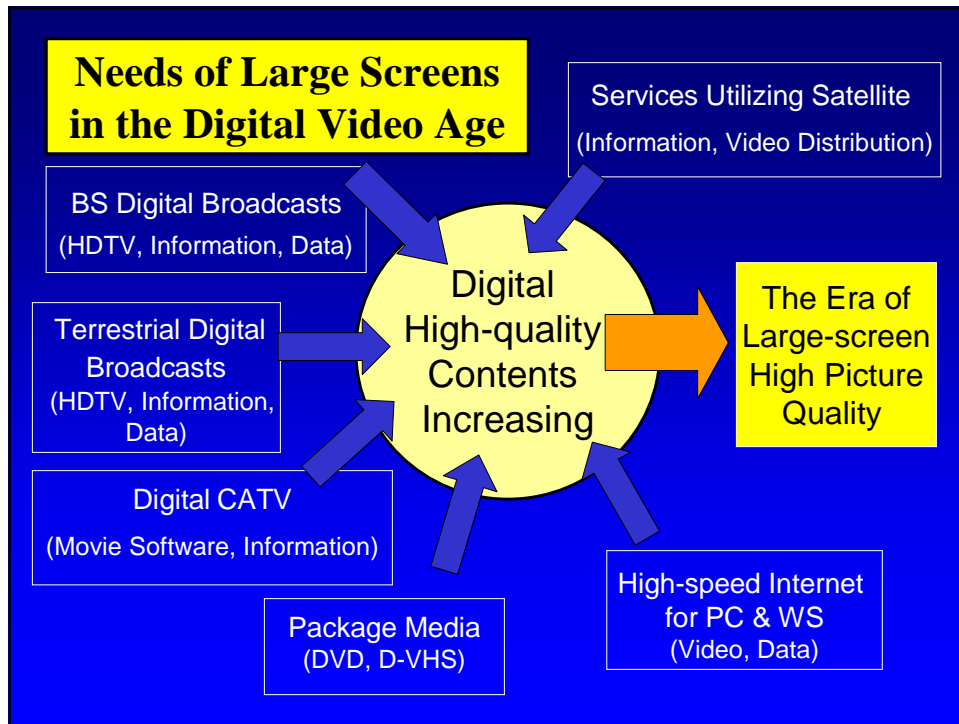 Needs of Large Screens
in the Digital Video Age
Services Utilizing Satellite
(Information, Video Distribution)
BS Digital Broadcasts
(HDTV, Information, Data)
Terrestrial Digital
Broadcasts
(HDTV, Information,
Data)
Digital CATV
(Movie Software, Information)
Package Media
(DVD, D-VHS)
High-speed Internet
for PC & WS
(Video, Data)
Digital
High-quality
Contents
Increasing
The Era of
Large-screen
High Picture
Quality